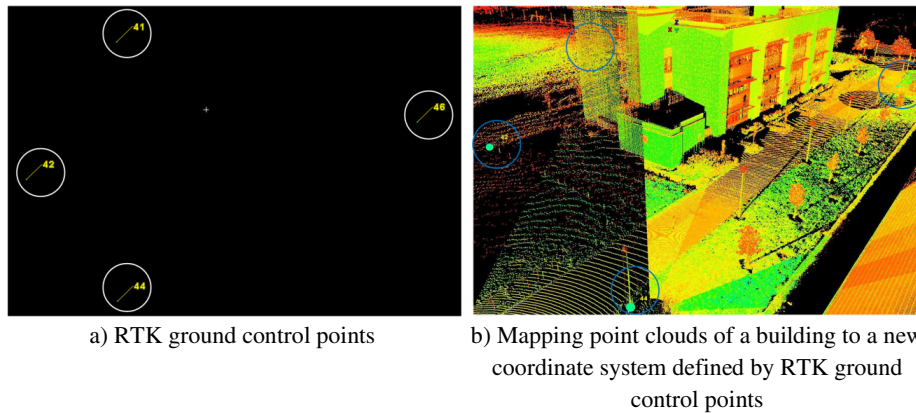 41
46
42
44
a) RTK ground control points
b) Mapping point clouds of a building to a new
coordinate system defined by RTK ground
control points